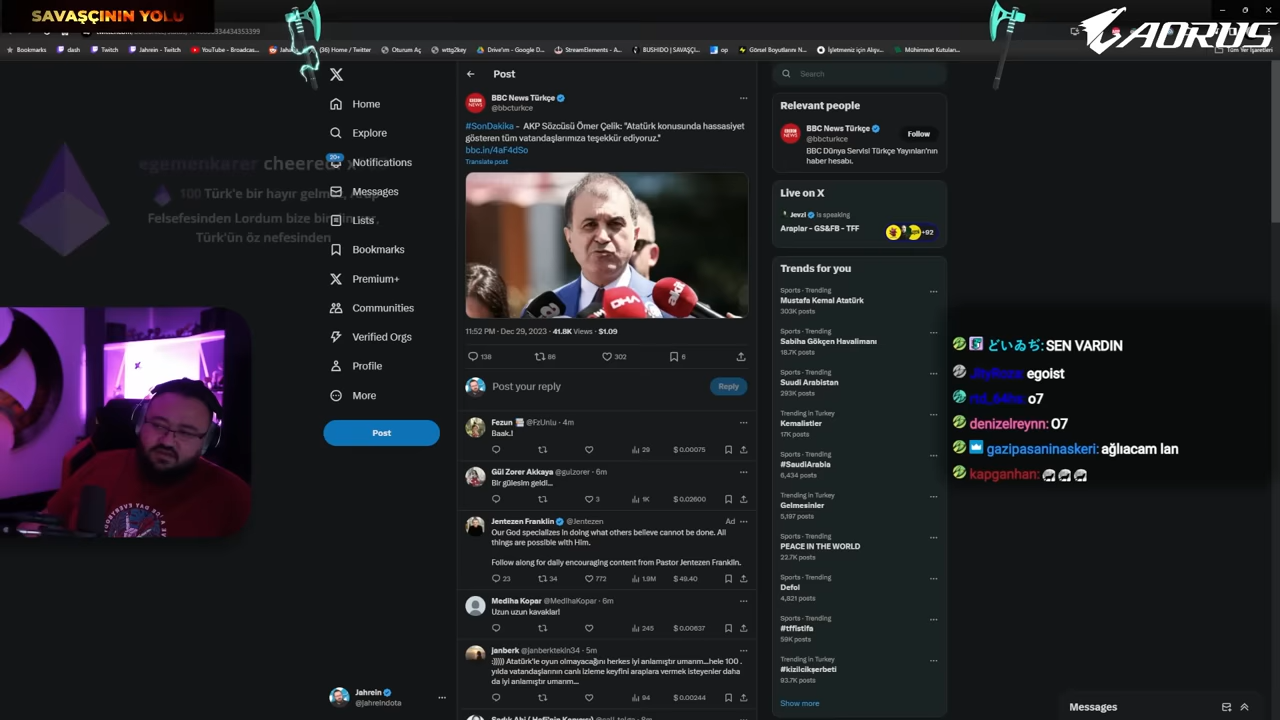 SAVAŞÇININ YOLU
AORUS
Bookmarks
dash
Twitch
Jahrein - Twitch
YouTube - Broadcas...
(36) Home / Twitter
Oturum Aç
wttg2key
Drive'ım - Google D...
StreamElements - A...
BUSHIDO | SAVAŞÇ...
op
Görsel Boyutlarını N...
İşletmeniz için Alışv...
Mühimmat Kutuları...
Tüm Yer İşaretleri
egemenkarer cheered
100 Türk'e bir hayır gelmez Arap
Felsefesinden Lordum bize bir
Türk'ün öz nefesinden
Home
Explore
20+
Notifications
Messages
Lists
Bookmarks
Premium+
Communities
Verified Orgs
Profile
More
Post
Jahrein
@jahreindota
Post
BBC News Türkçe
@bbcturkce
#SonDakika - AKP Sözcüsü Ömer Çelik: "Atatürk konusunda hassasiyet
gösteren tüm vatandaşlarımıza teşekkür ediyoruz."
bbc.in/4aF4dSo
Translate post
DHA
aka
11:52 PM · Dec 29, 2023 · 41.8K Views · $1.09
138
86
302
6
Post your reply
Reply
Fezun @FzUnlu · 4m
Baak.!
29
$ 0.00075
Gül Zorer Akkaya @gulzorer · 6m
Bir gülesim geldi...
3
1K
$ 0.02600
Jentezen Franklin @Jentezen
Ad
Our God specializes in doing what others believe cannot be done. All
things are possible with Him.
Follow along for daily encouraging content from Pastor Jentezen Franklin.
23
34
772
1.9M
$ 49.40
Mediha Kopar @MedihaKopar · 6m
Uzun uzun kavaklar!
245
$ 0.00637
janberk @janberktekin34 · 5m
:))))) Atatürk'le oyun olmayacağını herkes iyi anlamıştır umarım...hele 100 .
yılda vatandaşlarının canlı izleme keyfini araplara vermek isteyenler daha
da iyi anlamıştır umarım...
94
$ 0.00244
Search
Relevant people
BBC News Türkçe
@bbcturkce
Follow
BBC Dünya Servisi Türkçe Yayınları'nın
haber hesabı.
Live on X
Jevzi is speaking
Araplar - GS&FB - TFF
+92
Trends for you
Sports · Trending
Mustafa Kemal Atatürk
303K posts
Sports · Trending
Sabiha Gökçen Havalimanı
18.7K posts
Sports · Trending
Suudi Arabistan
293K posts
Trending in Turkey
Kemalistler
17K posts
Sports · Trending
#SaudiArabia
6,434 posts
Trending in Turkey
Gelmesinler
5,197 posts
Sports · Trending
PEACE IN THE WORLD
22.7K posts
Sports · Trending
Defol
4,821 posts
Sports · Trending
#tffistifa
59K posts
Trending in Turkey
#kizilcikşerbeti
93.7K posts
Show more
Messages
どいゐぢ: SEN VARDIN
egoist
o7
denizelreynn: O7
gazipasaninaskeri: ağlıacam lan
kapganhan: